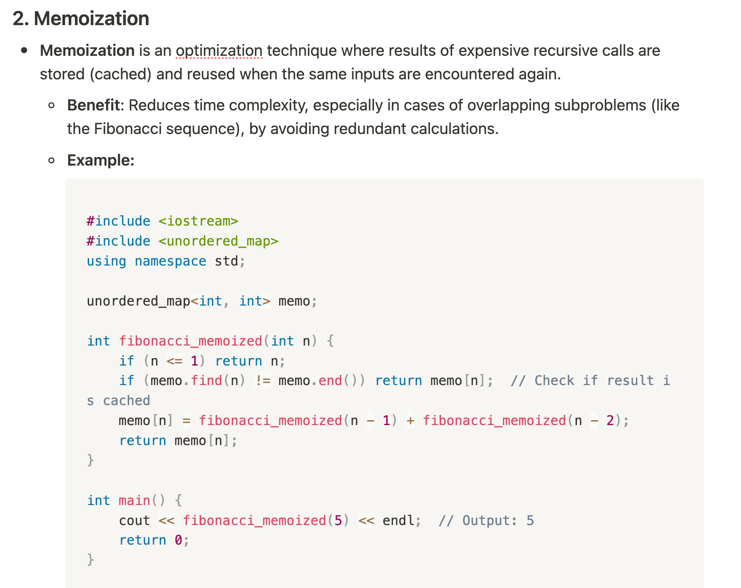 2. Memoization
• Memoization is an optimization technique where results of expensive recursive calls are
stored (cached) and reused when the same inputs are encountered again.
◦ Benefit: Reduces time complexity, especially in cases of overlapping subproblems (like
the Fibonacci sequence), by avoiding redundant calculations.
◦ Example:
#include <iostream>
#include <unordered_map>
using namespace std;
unordered_map<int, int> memo;
int fibonacci_memoized(int n) {
    if (n <= 1) return n;
    if (memo.find(n) != memo.end()) return memo[n];  // Check if result i
s cached
    memo[n] = fibonacci_memoized(n - 1) + fibonacci_memoized(n - 2);
    return memo[n];
}
int main() {
    cout << fibonacci_memoized(5) << endl;  // Output: 5
    return 0;
}